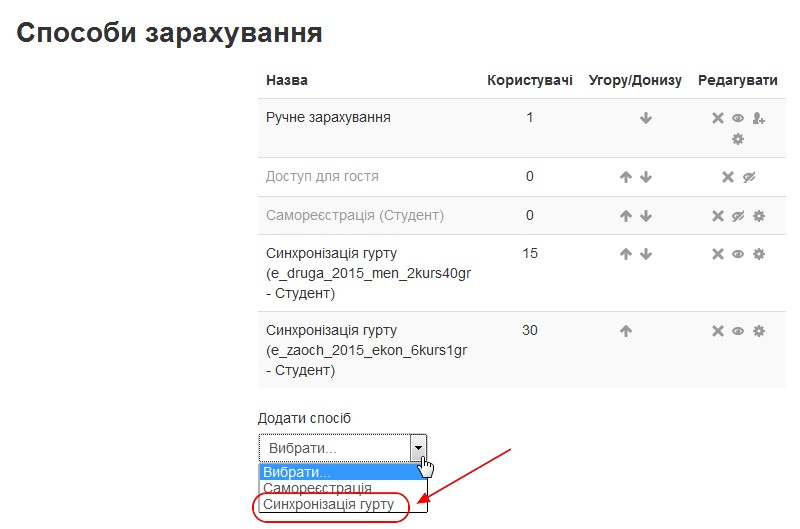 Способи зарахування
Назва Користувачі Угору/Донизу Редагувати
Ручне зарахування 1
Доступ для гостя 0
Самореєстрація (Студент) 0
Синхронізація гурту 15
(e_druga_2015_men_2kurs40gr
- Студент)
Синхронізація гурту 30
(e_zaoch_2015_ekon_6kurs1gr
- Студент)
Додати спосіб
Вибрати...
Вибрати...
Самореєстрація
Синхронізація гурту